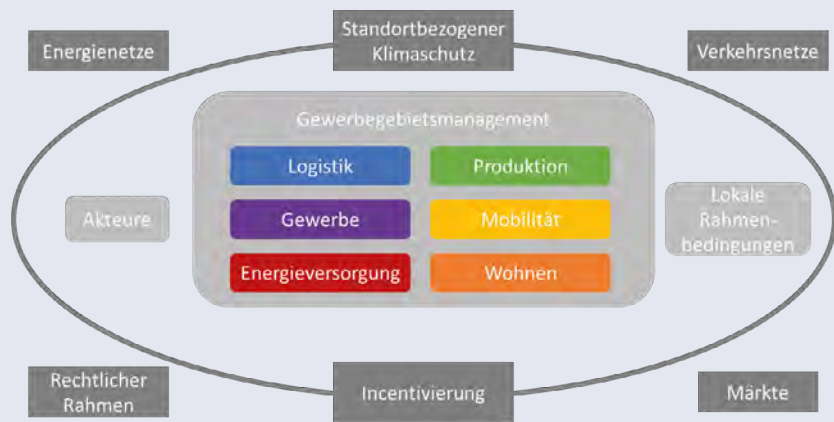 Energienetze
Standortbezogener
Klimaschutz
Verkehrsnetze
Gewerbegebietsmanagement
Logistik
Produktion
Akteure
Gewerbe
Mobilität
Lokale
Rahmen-
bedingungen
Energieversorgung
Wohnen
Rechtlicher
Rahmen
Incentivierung
Märkte